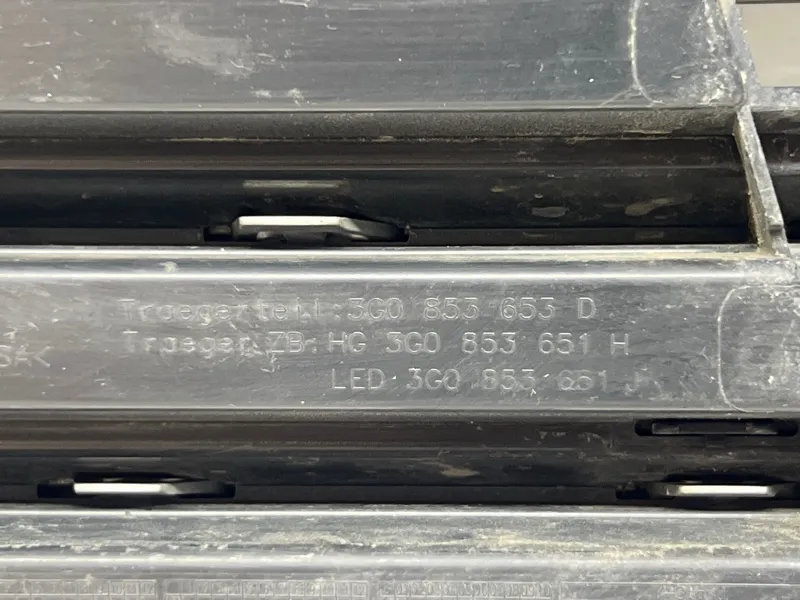 Traegerteil:3G0 853 653 D
Traeger ZB:HG 3G0 853 651 H
LED:3G0 853 651 J